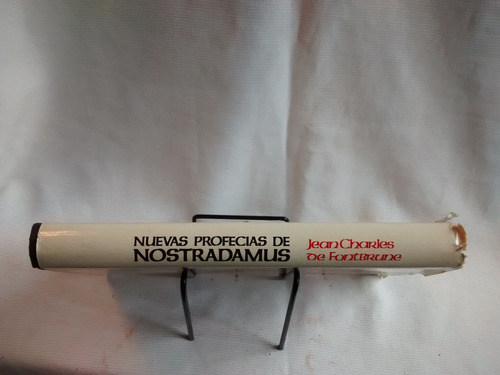 NUEVAS PROFECIAS DE
NOSTRADAMUS
Jean Charles
de Fontbrune